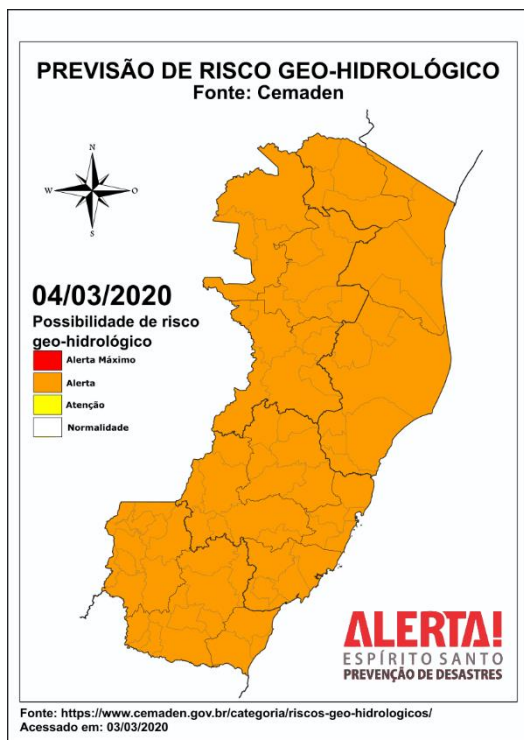 PREVISÃO DE RISCO GEO-HIDROLÓGICO
Fonte: Cemaden
N
W
O
S
04/03/2020
Possibilidade de risco
geo-hidrológico
Alerta Máximo
Alerta
Atenção
Normalidade
ALERTA!
ESPÍRITO SANTO
PREVENÇÃO DE DESASTRES
Fonte: https://www.cemaden.gov.br/categoria/riscos-geo-hidrologicos/
Acessado em: 03/03/2020